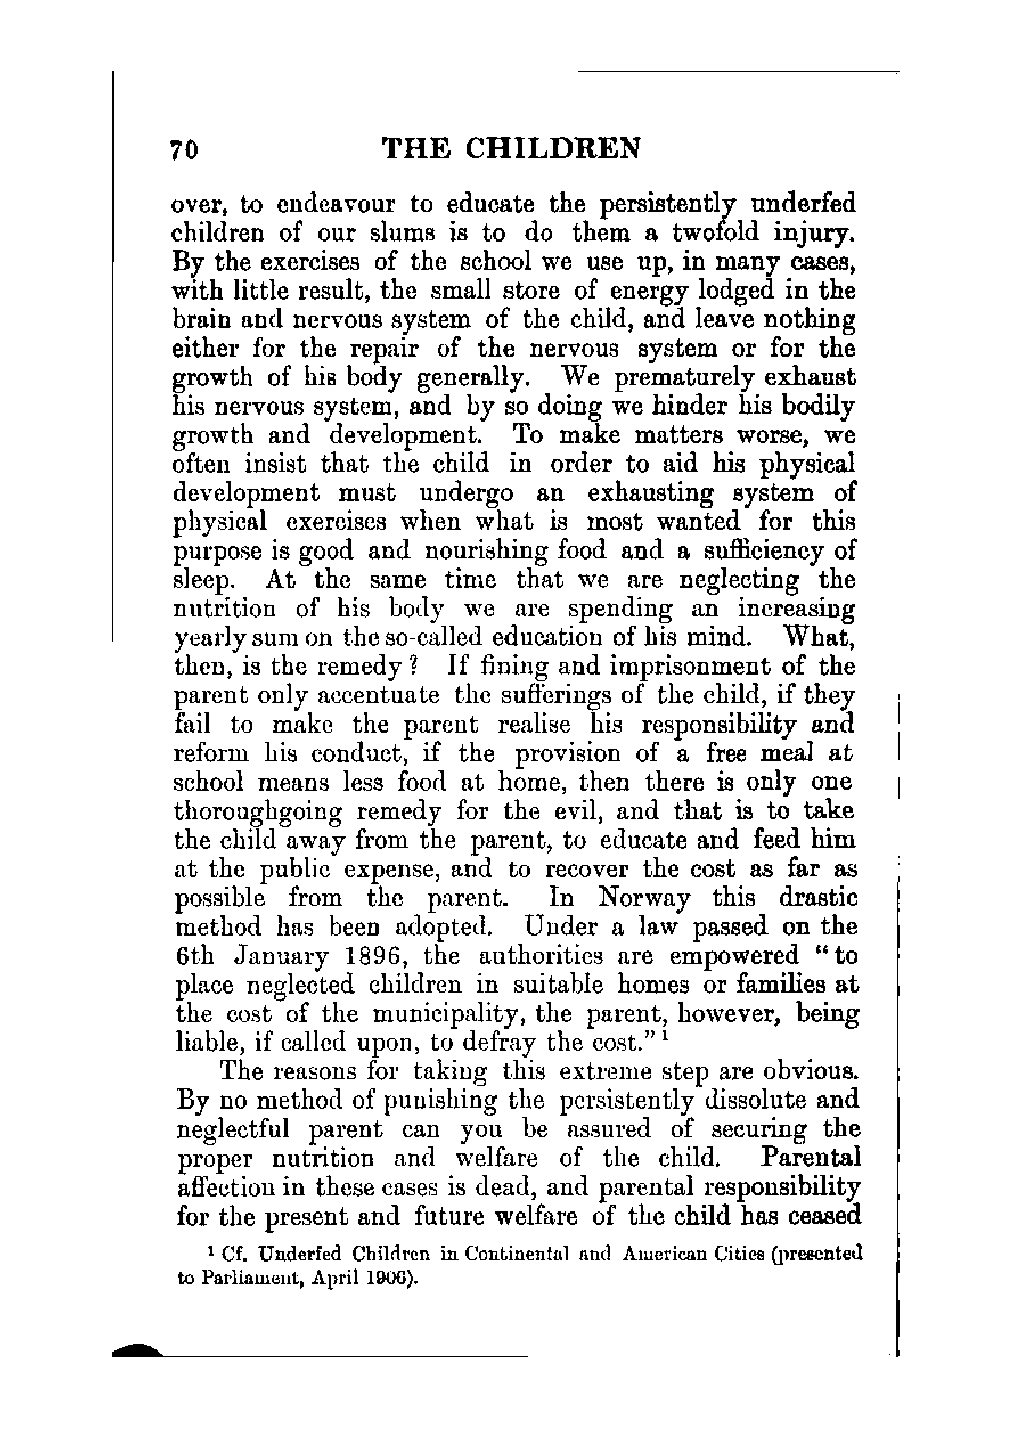 70 THE CHILDREN
over, to endeavour to educate the persistently underfed
children of our slums is to do them a twofold injury.
By the exercises of the school we use up, in many cases,
with little result, the small store of energy lodged in the
brain and nervous system of the child, and leave nothing
either for the repair of the nervous system or for the
growth of his body generally. We prematurely exhaust
his nervous system, and by so doing we hinder his bodily
growth and development. To make matters worse, we
often insist that the child in order to aid his physical
development must undergo an exhausting system of
physical exercises when what is most wanted for this
purpose is good and nourishing food and a sufficiency of
sleep. At the same time that we are neglecting the
nutrition of his body we are spending an increasing
yearly sum on the so-called education of his mind. What,
then, is the remedy? If fining and imprisonment of the
parent only accentuate the sufferings of the child, if they
fail to make the parent realise his responsibility and
reform his conduct, if the provision of a free meal at
school means less food at home, then there is only one
thoroughgoing remedy for the evil, and that is to take
the child away from the parent, to educate and feed him
at the public expense, and to recover the cost as far as
possible from the parent. In Norway this drastic
method has been adopted. Under a law passed on the
6th January 1896, the authorities are empowered "to
place neglected children in suitable homes or families at
the cost of the municipality, the parent, however, being
liable, if called upon, to defray the cost." ¹
The reasons for taking this extreme step are obvious.
By no method of punishing the persistently dissolute and
neglectful parent can you be assured of securing the
proper nutrition and welfare of the child. Parental
affection in these cases is dead, and parental responsibility
for the present and future welfare of the child has ceased
¹ Cf. Underfed Children in Continental and American Cities (presented
to Parliament, April 1906).